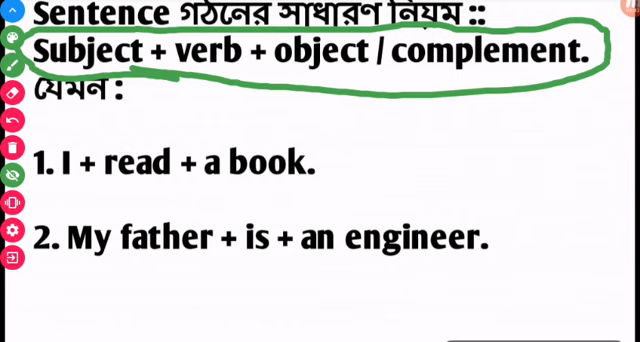 Sentence গঠনের সাধারণ নিয়ম ::
Subject + verb + object / complement.
যেমন :
1. I + read + a book.
2. My father + is + an engineer.